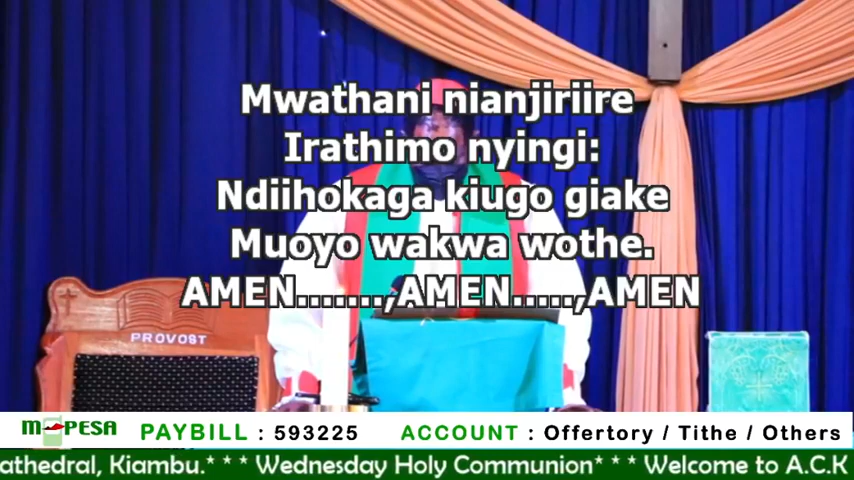 Mwathani nianjiriire
Irathimo nyingi:
Ndiihokaga kiugo giake
Muoyo wakwa wothe.
AMEN.......,AMEN.....,AMEN
PROVOST
M-PESA PAYBILL : 593225 ACCOUNT : Offertory / Tithe / Others
athedral, Kiambu.* * * Wednesday Holy Communion* * * Welcome to A.C.K